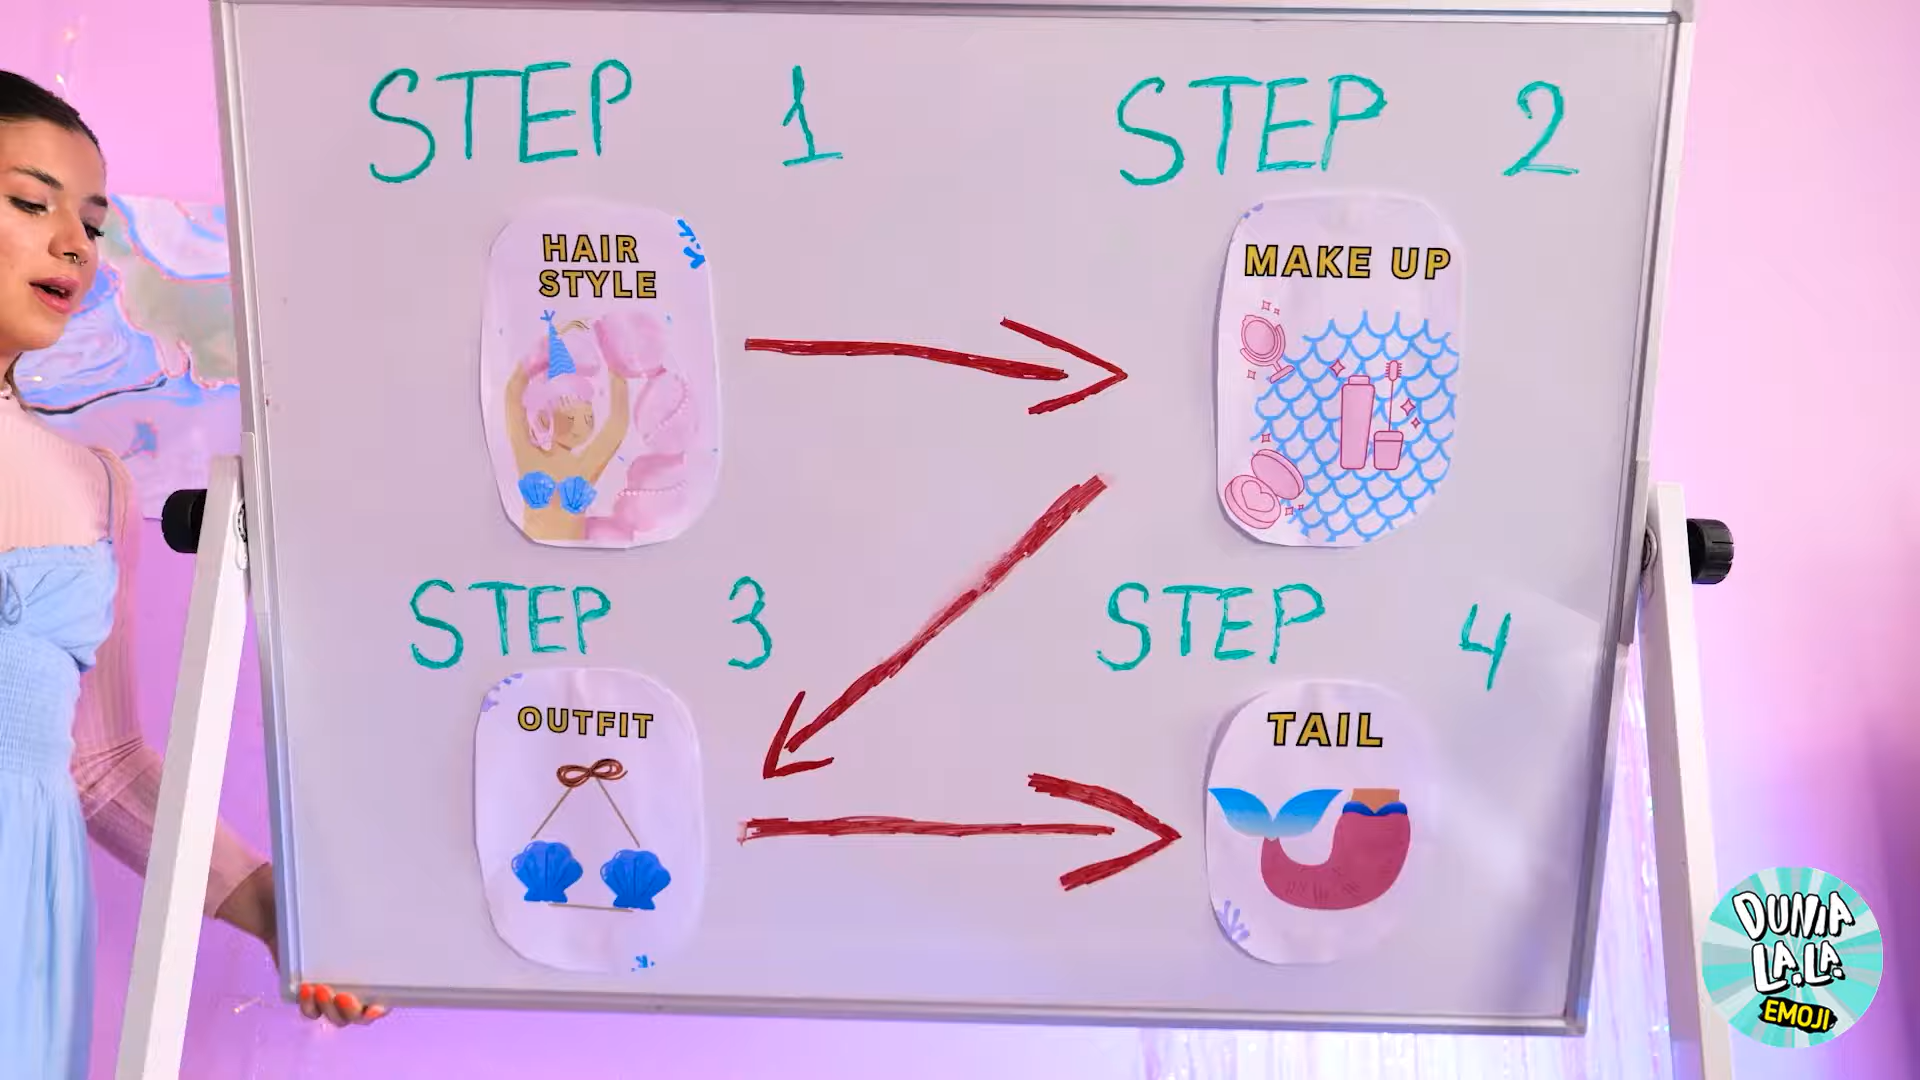 STEP 1
STEP 2
HAIR
STYLE
MAKE UP
STEP 3
STEP 4
OUTFIT
TAIL
DUNIA
LA.LA.
EMOJI